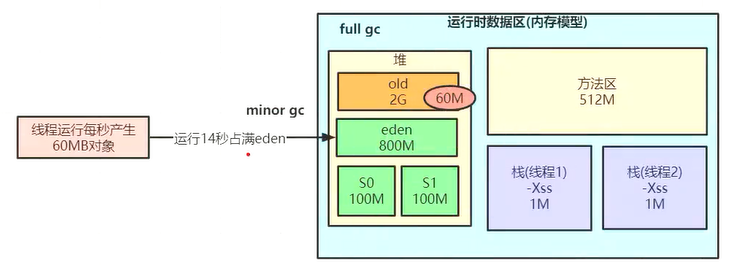 运行时数据区(内存模型)
full gc
堆
old
2G
60M
方法区
512M
minor gc
线程运行每秒产生
60MB对象
运行14秒占满eden
eden
800M
S0
100M
S1
100M
栈(线程1)
-Xss
1M
栈(线程2)
-Xss
1M